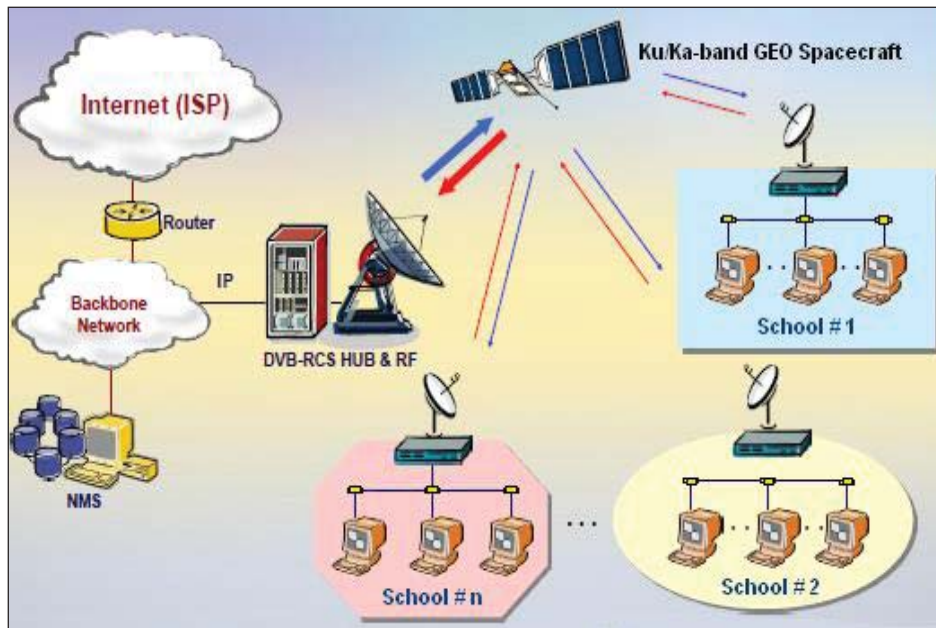 Ku/Ka-band GEO Spacecraft
Internet (ISP)
Router
IP
Backbone
Network
DVB-RCS HUB & RF
School # 1
NMS
School # n
...
School # 2